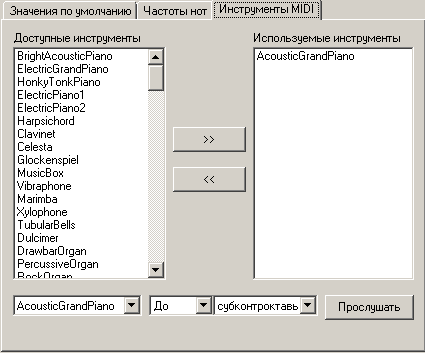 Значения по умолчанию Частоты нот Инструменты MIDI
Доступные инструменты
Используемые инструменты
BrightAcousticPiano
ElectricGrandPiano
HonkyTonkPiano
ElectricPiano1
ElectricPiano2
Harpsichord
Clavinet
Celesta
Glockenspiel
MusicBox
Vibraphone
Marimba
Xylophone
TubularBells
Dulcimer
DrawbarOrgan
PercussiveOrgan
RockOrgan
>>
<<
AcousticGrandPiano
AcousticGrandPiano До субконтроктавь Прослушать